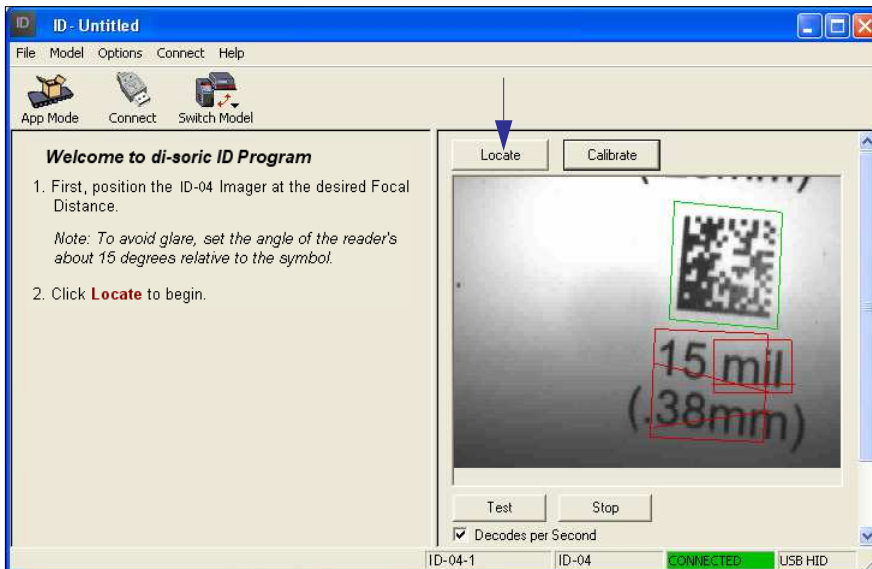 ID
ID - Untitled
File Model Options Connect Help
App Mode Connect Switch Model
Welcome to di-soric ID Program
1. First, position the ID-04 Imager at the desired Focal
Distance.
Note: To avoid glare, set the angle of the reader's
about 15 degrees relative to the symbol.
2. Click Locate to begin.
Locate Calibrate
15 mil
(.38mm)
Test Stop
Decodes per Second
ID-04-1 ID-04 CONNECTED USB HID